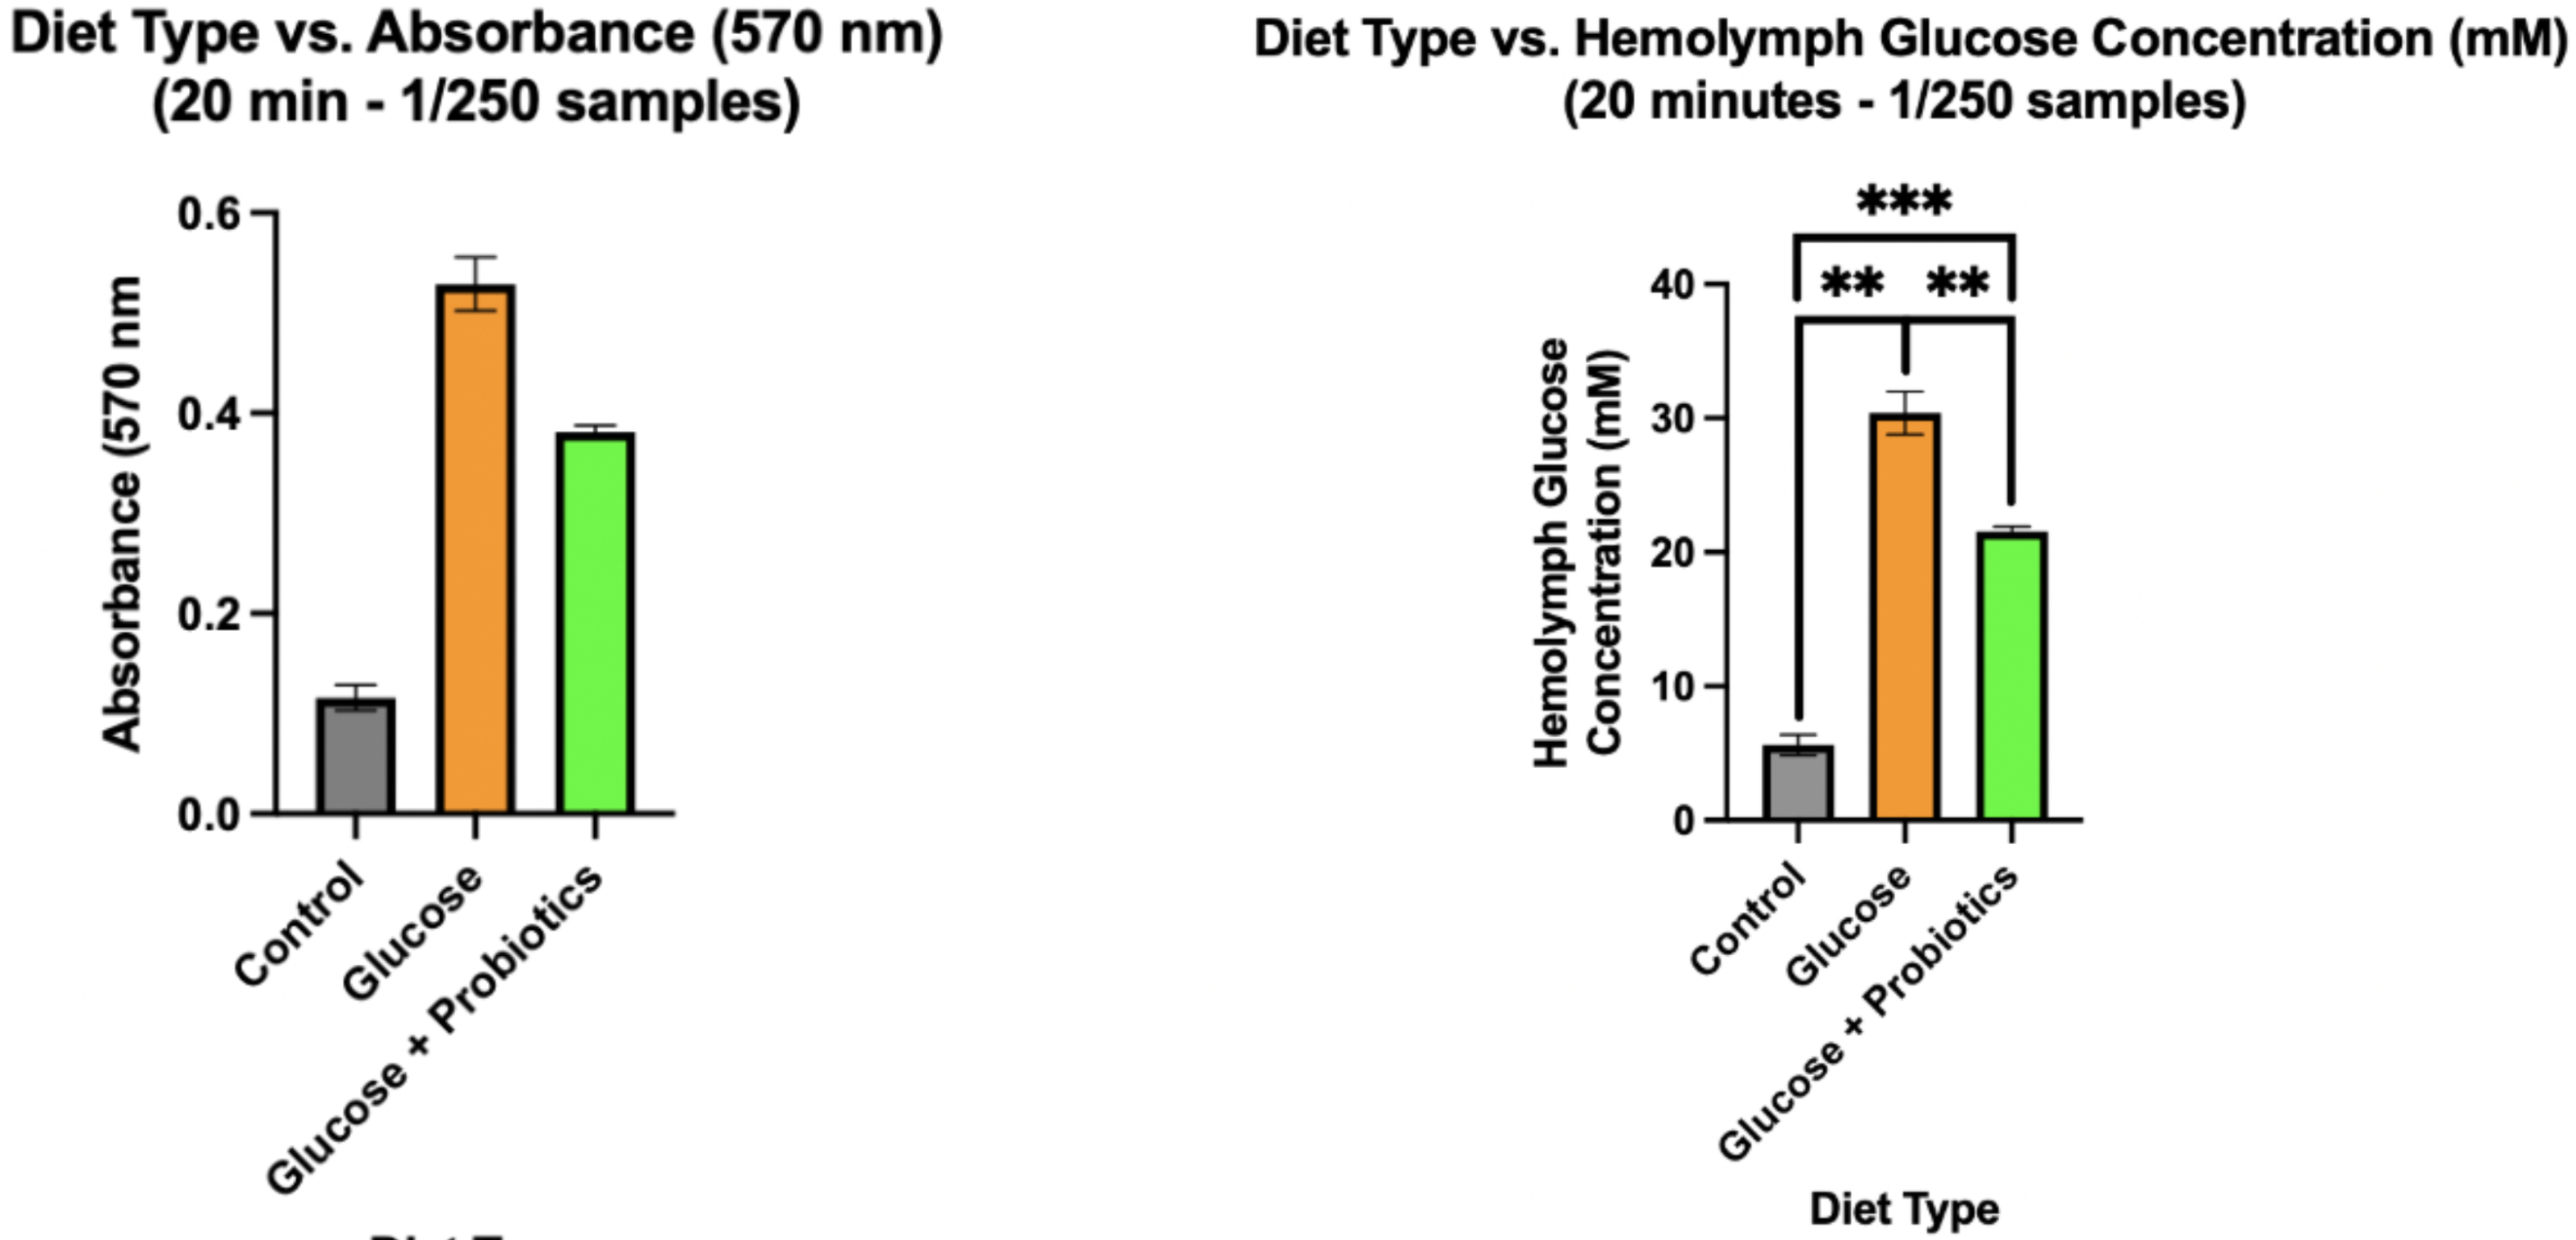 Diet Type vs. Absorbance (570 nm)
(20 min - 1/250 samples)
Absorbance (570 nm
0.6
0.4
0.2
0.0
Control
Glucose
Glucose + Probiotics
Diet Type vs. Hemolymph Glucose Concentration (mM)
(20 minutes - 1/250 samples)
***
** **
Hemolymph Glucose
Concentration (mM)
40
30
20
10
0
Control
Glucose
Glucose + Probiotics
Diet Type